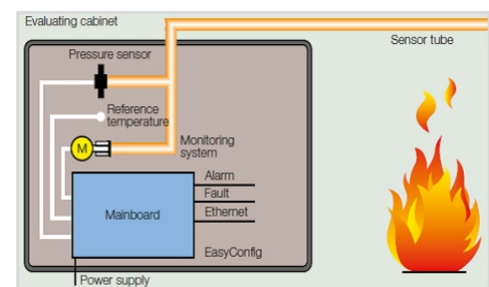 Evaluating cabinet
Sensor tube
Pressure sensor
Reference
temperature
M
Monitoring
system
Alarm
Fault
Mainboard
Ethernet
EasyConfig
Power supply